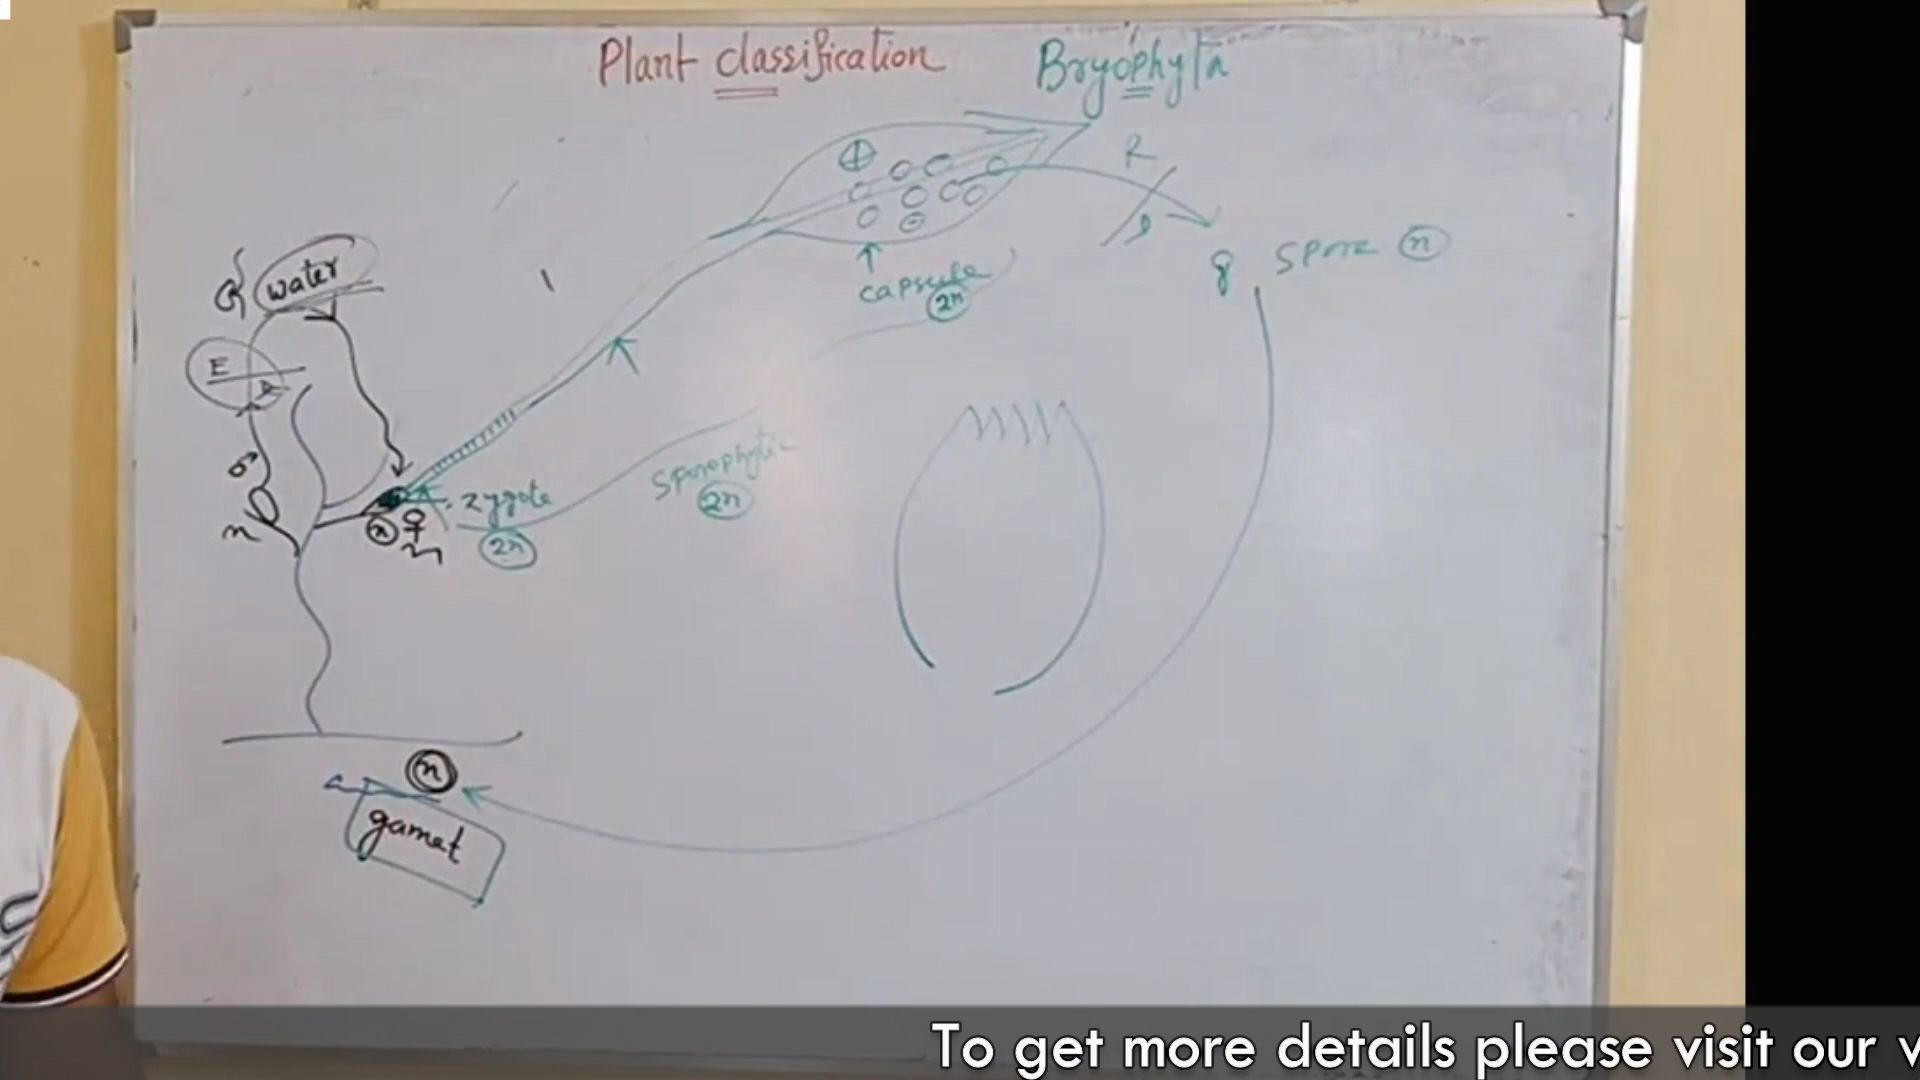 Plant classification
Bryophyta
R
D
spore n
capsule
2n
water
E
D
♂
n
zygote
2n
n ♀
Sporophytic
2n
n
gamet
To get more details please visit our v